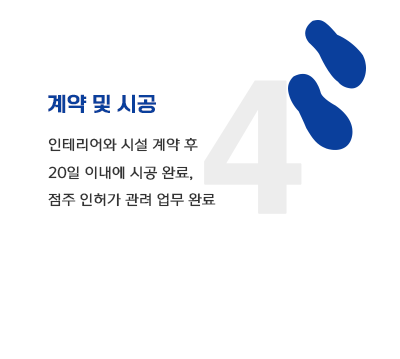 4
계약 및 시공
인테리어와 시설 계약 후
20일 이내에 시공 완료,
점주 인허가 관려 업무 완료